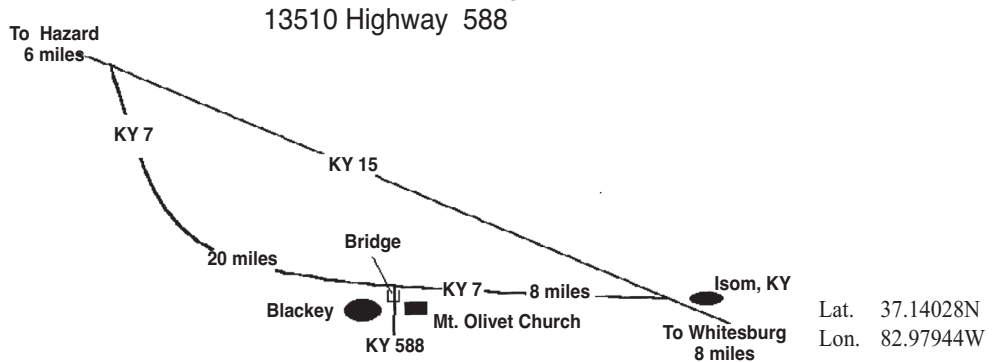 13510 Highway 588
To Hazard
6 miles
KY 7
KY 15
20 miles
Bridge
KY 7
8 miles
Isom, KY
Blackey
Mt. Olivet Church
KY 588
To Whitesburg
8 miles
Lat. 37.14028N
Lon. 82.97944W